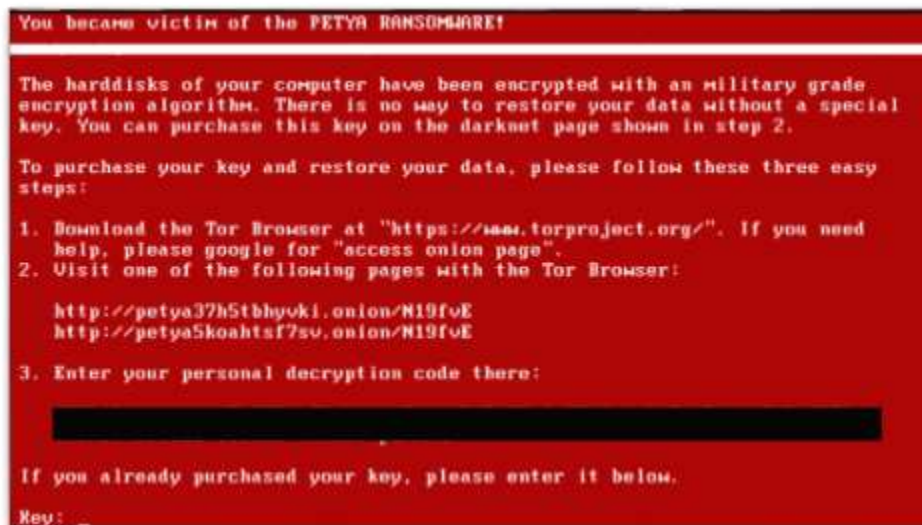 You became victim of the PETYA RANSOMWARE!
The harddisks of your computer have been encrypted with an military grade
encryption algorithm. There is no way to restore your data without a special
key. You can purchase this key on the darknet page shown in step 2.
To purchase your key and restore your data, please follow these three easy
steps:
1. Download the Tor Browser at "https://www.torproject.org/". If you need
help, please google for "access onion page".
2. Visit one of the following pages with the Tor Browser:
http://petya37h5tbhyvki.onion/N19fvE
http://petya5koahtsf7sv.onion/N19fvE
3. Enter your personal decryption code there:
If you already purchased your key, please enter it below.
Key: _